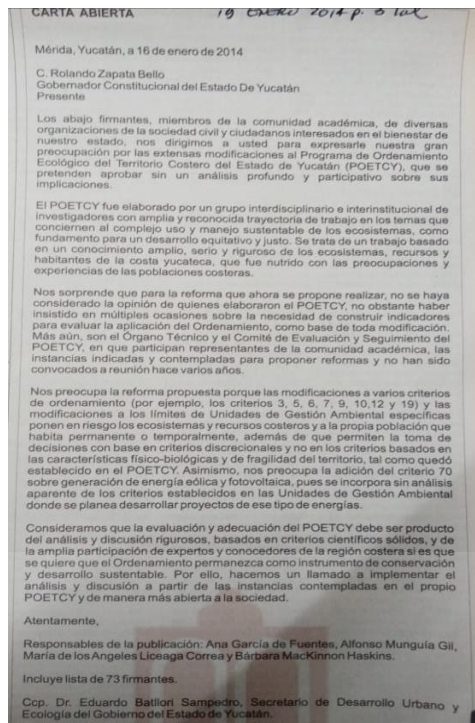 CARTA ABIERTA 19 ENERO 2014 p. 5
Mérida, Yucatán, a 16 de enero de 2014
C. Rolando Zapata Bello
Gobernador Constitucional del Estado De Yucatán
Presente
Los abajo firmantes, miembros de la comunidad académica, de diversas
organizaciones de la sociedad civil y ciudadanos interesados en el bienestar de
nuestro estado, nos dirigimos a usted para expresarle nuestra gran
preocupación por las extensas modificaciones al Programa de Ordenamiento
Ecológico del Territorio Costero del Estado de Yucatán (POETCY), que se
pretenden aprobar sin un análisis profundo y participativo sobre sus
implicaciones.
El POETCY fue elaborado por un grupo interdisciplinario e interinstitucional de
investigadores con amplia y reconocida trayectoria de trabajo en los temas que
conciernen al complejo uso y manejo sustentable de los ecosistemas, como
fundamento para un desarrollo equitativo y justo. Se trata de un trabajo basado
en un conocimiento amplio, serio y riguroso de los ecosistemas, recursos y
habitantes de la costa yucateca, que fue nutrido con las preocupaciones y
experiencias de las poblaciones costeras.
Nos sorprende que para la reforma que ahora se propone realizar, no se haya
considerado la opinión de quienes elaboraron el POETCY, no obstante haber
insistido en múltiples ocasiones sobre la necesidad de construir indicadores
para evaluar la aplicación del Ordenamiento, como base de toda modificación.
Más aún, son el Órgano Técnico y el Comité de Evaluación y Seguimiento del
POETCY, en que participan representantes de la comunidad académica, las
instancias indicadas y contempladas para proponer reformas y no han sido
convocados a reunión hace varios años.
Nos preocupa la reforma propuesta porque las modificaciones a varios criterios
de ordenamiento (por ejemplo, los criterios 3, 5, 6, 7, 9, 10,12 y 19) y las
modificaciones a los límites de Unidades de Gestión Ambiental específicas
ponen en riesgo los ecosistemas y recursos costeros y a la propia población que
habita permanente o temporalmente, además de que permiten la toma de
decisiones con base en criterios discrecionales y no en los criterios basados en
las características físico-biológicas y de fragilidad del territorio, tal como quedó
establecido en el POETCY. Asimismo, nos preocupa la adición del criterio 70
sobre generación de energía eólica y fotovoltaica, pues se incorpora sin análisis
aparente de los criterios establecidos en las Unidades de Gestión Ambiental
donde se planea desarrollar proyectos de ese tipo de energías.
Consideramos que la evaluación y adecuación del POETCY debe ser producto
del análisis y discusión rigurosos, basados en criterios científicos sólidos, y de
la amplia participación de expertos y conocedores de la región costera si es que
se quiere que el Ordenamiento permanezca como instrumento de conservación
y desarrollo sustentable. Por ello, hacemos un llamado a implementar el
análisis y discusión a partir de las instancias contempladas en el propio
POETCY y de manera más abierta a la sociedad.
Atentamente,
Responsables de la publicación: Ana García de Fuentes, Alfonso Munguía Gil,
María de los Angeles Liceaga Correa y Bárbara MacKinnon Haskins.
Incluye lista de 73 firmantes.
Ccp. Dr. Eduardo Batllori Sampedro, Secretario de Desarrollo Urbano y
Ecología del Gobierno del Estado de Yucatán.